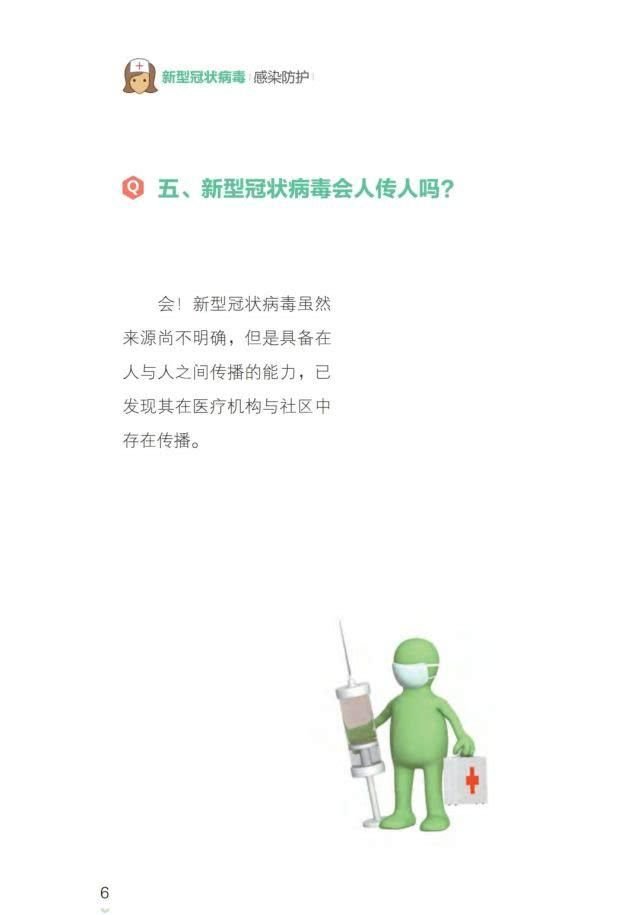 新型冠状病毒 感染防护
Q 五、新型冠状病毒会人传人吗?
会！新型冠状病毒虽然
来源尚不明确，但是具备在
人与人之间传播的能力，已
发现其在医疗机构与社区中
存在传播。
6